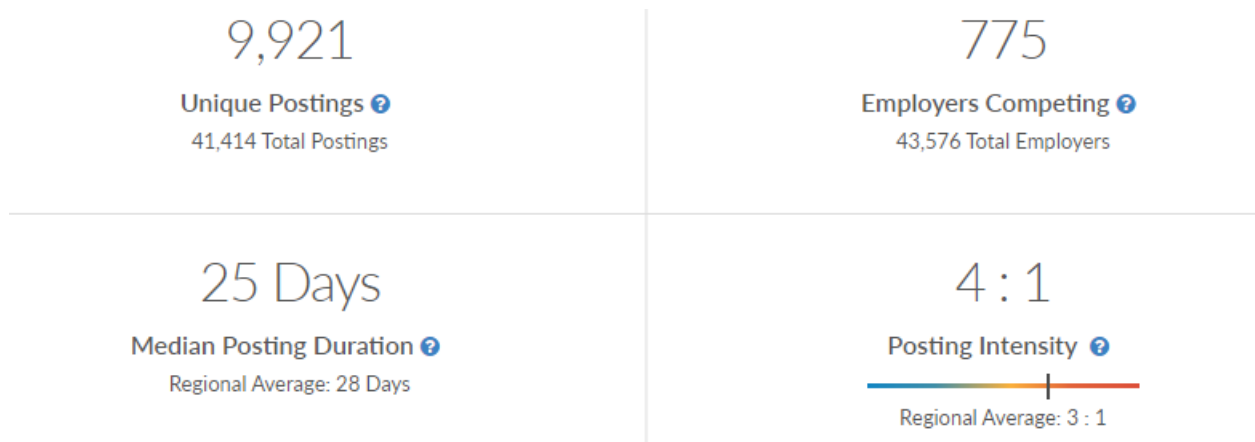 9,921
Unique Postings ?
41,414 Total Postings
775
Employers Competing ?
43,576 Total Employers
25 Days
Median Posting Duration ?
Regional Average: 28 Days
4 : 1
Posting Intensity ?
Regional Average: 3 : 1